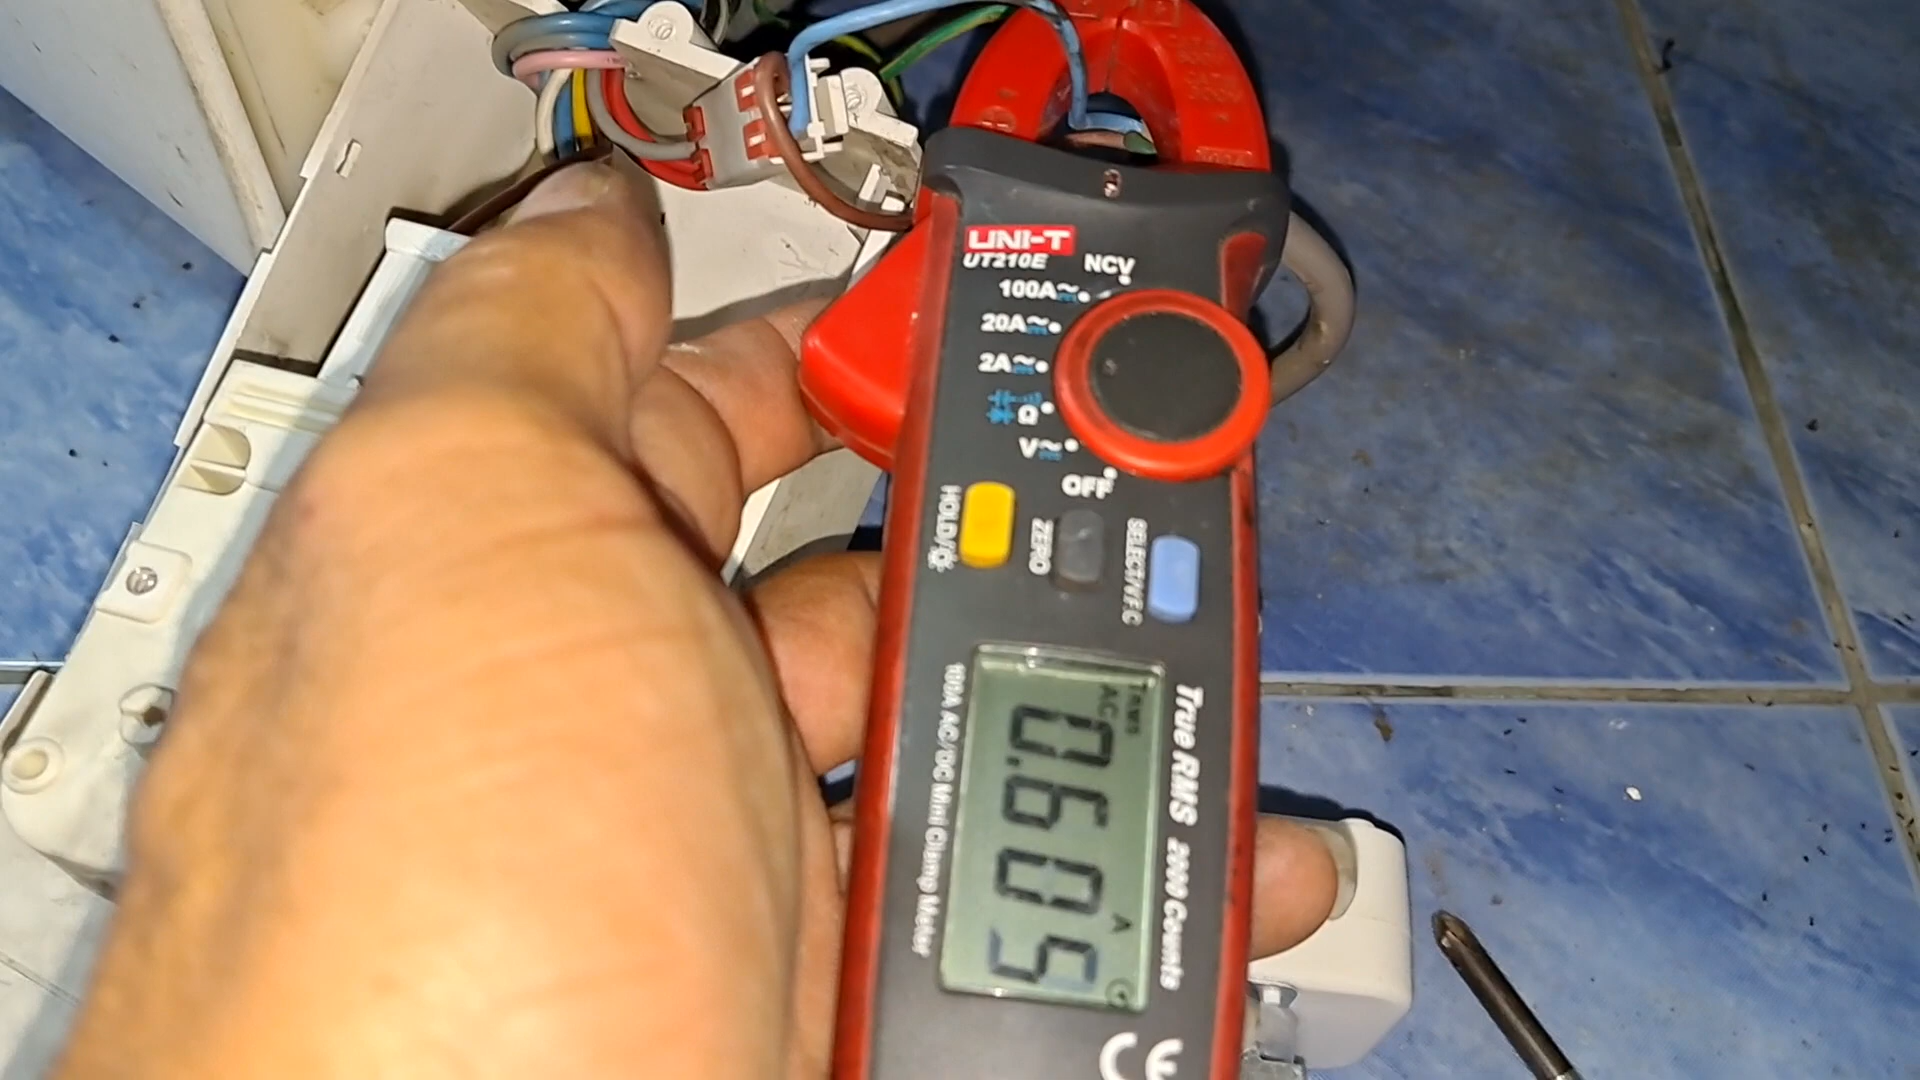 UNI-T
UT210E
NCV
100A
20A
2A
Ω
V
OFF
HOLD/
ZERO
SELECT/V.F.C
100A AC/DC Mini Clamp Meter
True RMS 2000 Counts
TRMS
AC
0.605
A
CE